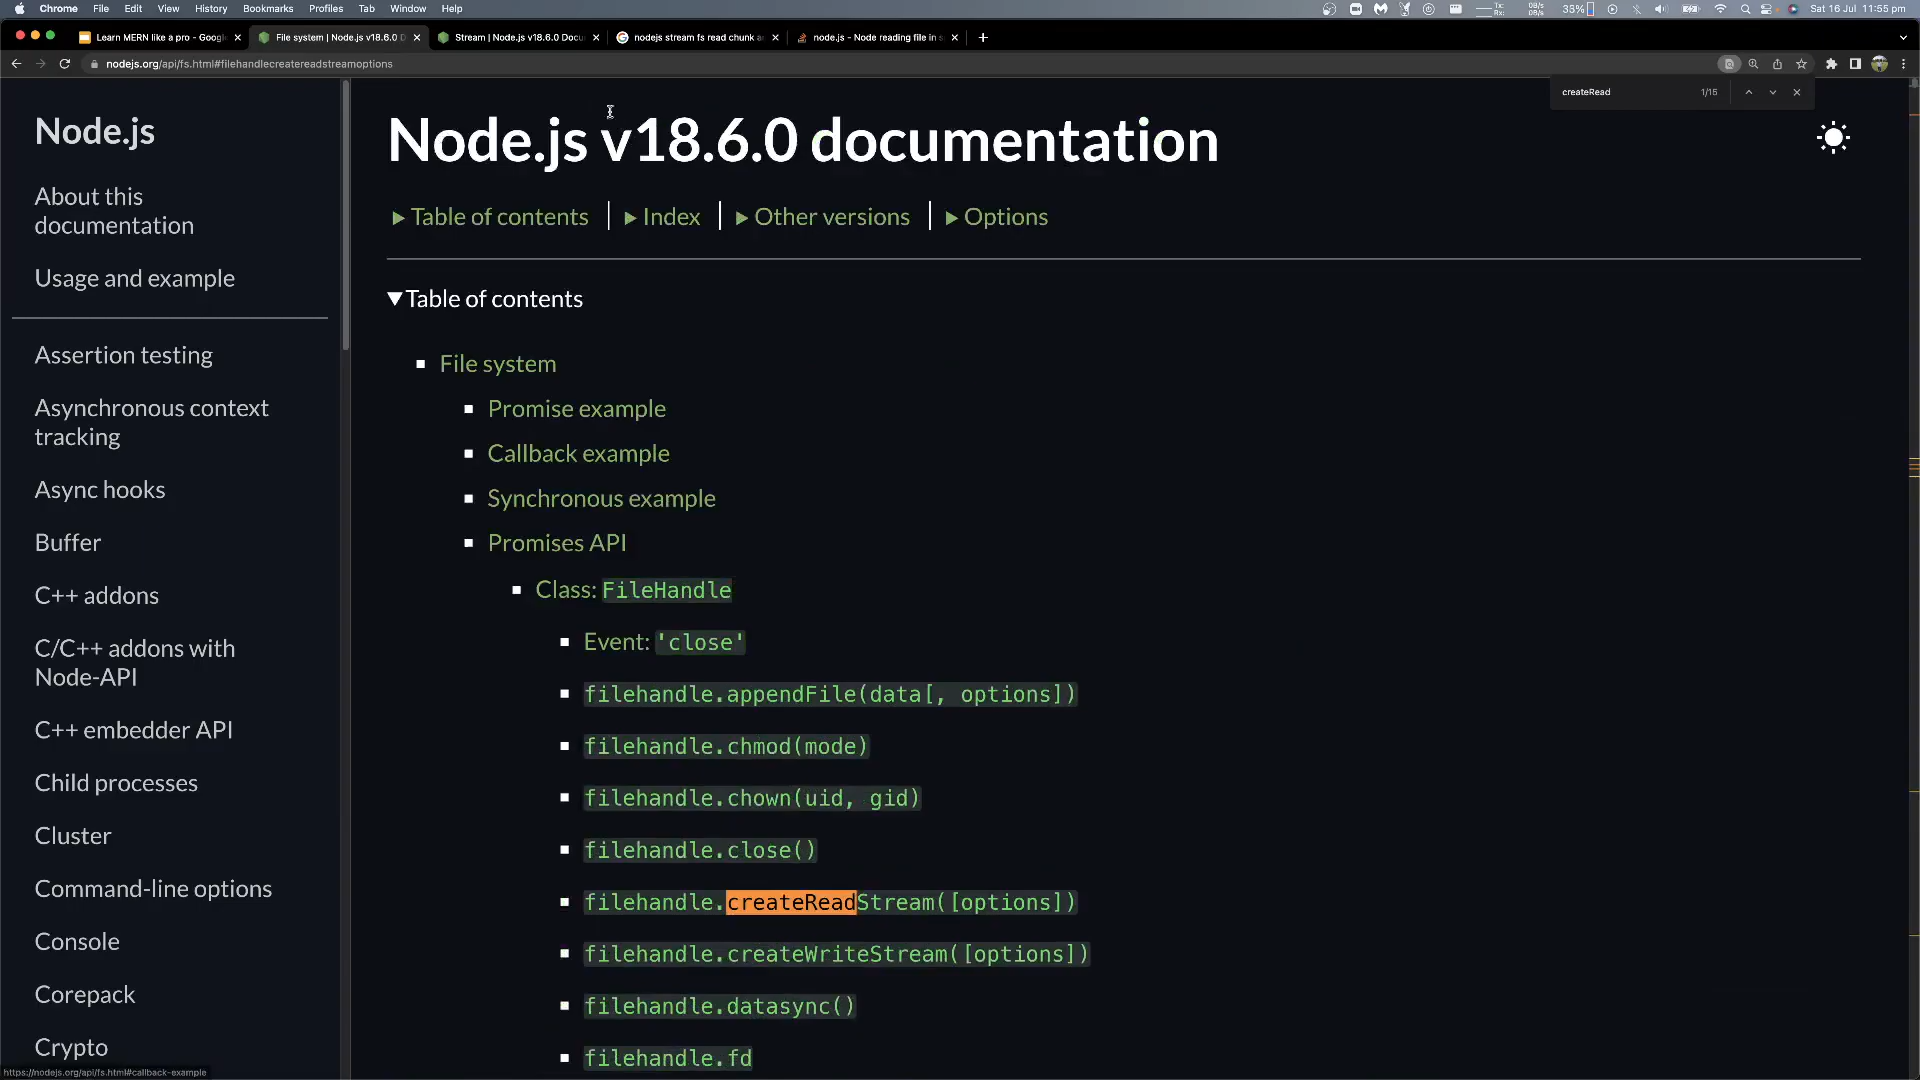 Chrome File Edit View History Bookmarks Profiles Tab Window Help
Tx: Rx: 0B/s 0B/s 35% Sat 16 Jul 11:55 pm
Learn MERN like a pro - Google
File system | Node.js v18.6.0 D
Stream | Node.js v18.6.0 Docu
nodejs stream fs read chunk a
node.js - Node reading file in s
nodejs.org/api/fs.html#filehandlecreatereadstreamoptions
createRead 1/15
Node.js
About this
documentation
Usage and example
Assertion testing
Asynchronous context
tracking
Async hooks
Buffer
C++ addons
C/C++ addons with
Node-API
C++ embedder API
Child processes
Cluster
Command-line options
Console
Corepack
Crypto
https://nodejs.org/api/fs.html#callback-example
Node.js v18.6.0 documentation
Table of contents
Index
Other versions
Options
Table of contents
File system
Promise example
Callback example
Synchronous example
Promises API
Class: FileHandle
Event: 'close'
filehandle.appendFile(data[, options])
filehandle.chmod(mode)
filehandle.chown(uid, gid)
filehandle.close()
filehandle.createReadStream([options])
filehandle.createWriteStream([options])
filehandle.datasync()
filehandle.fd